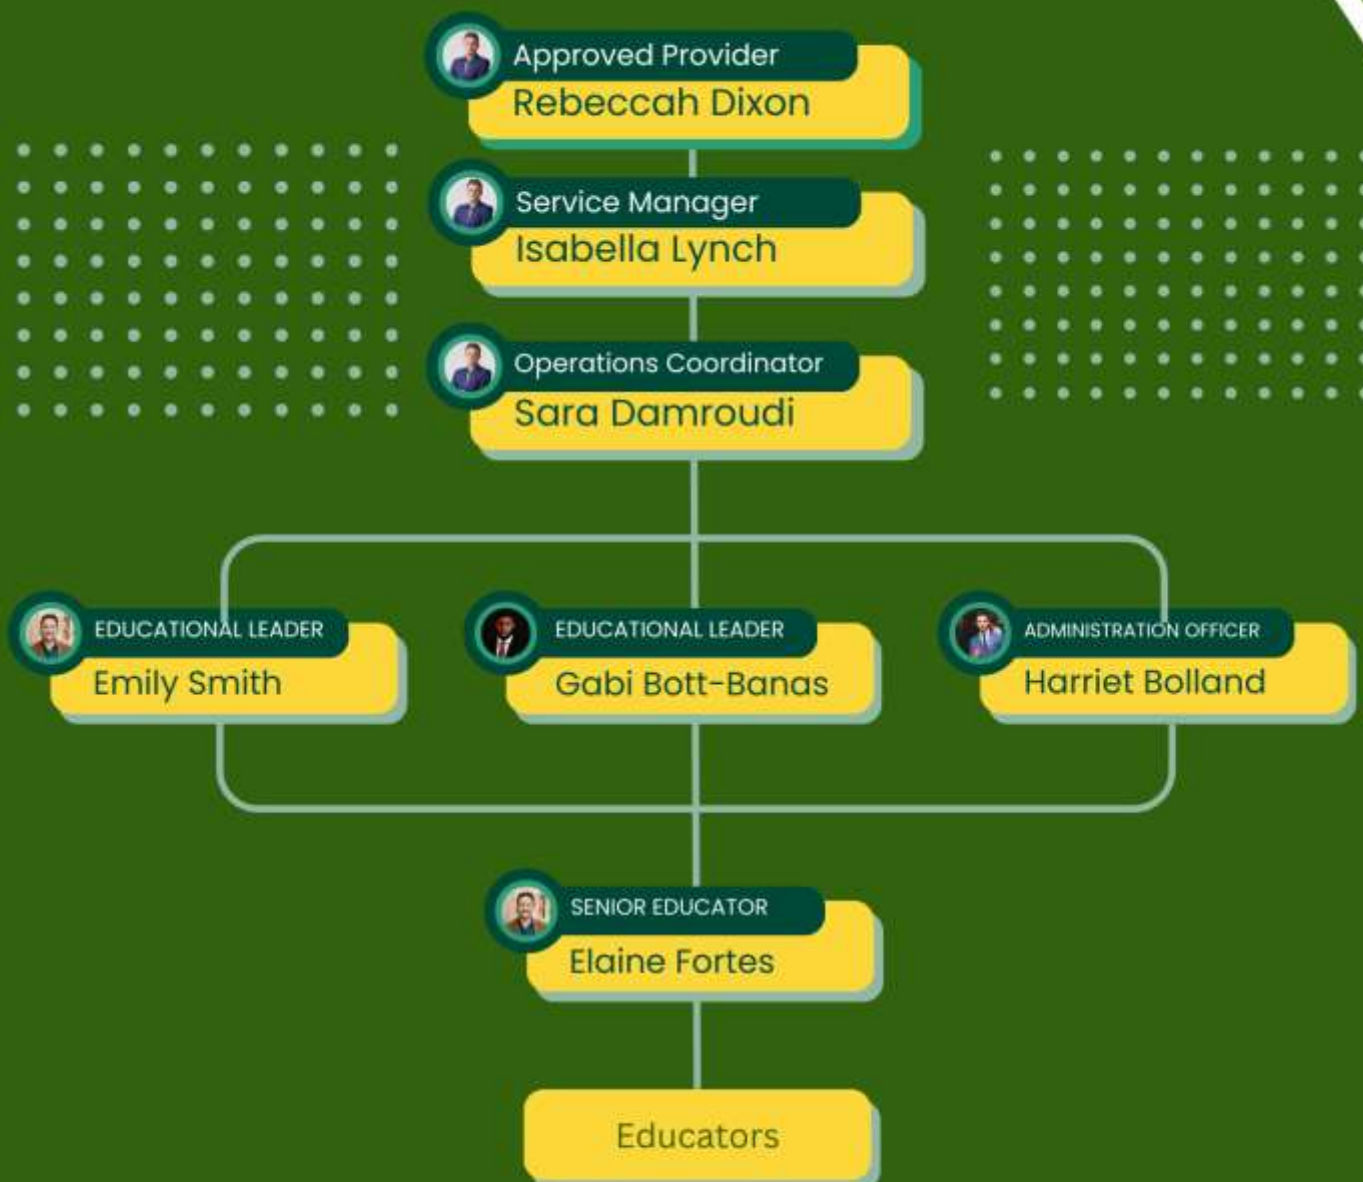 Approved Provider
Rebeccah Dixon
Service Manager
Isabella Lynch
Operations Coordinator
Sara Damroudi
EDUCATIONAL LEADER
Emily Smith
EDUCATIONAL LEADER
Gabi Bott-Banas
ADMINISTRATION OFFICER
Harriet Bolland
SENIOR EDUCATOR
Elaine Fortes
Educators